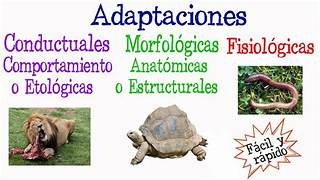 Adaptaciones
Conductuales
Comportamiento
o Etológicas
Morfológicas
Anatómicas
o Estructurales
Fisiológicas
Fácil y
rápido